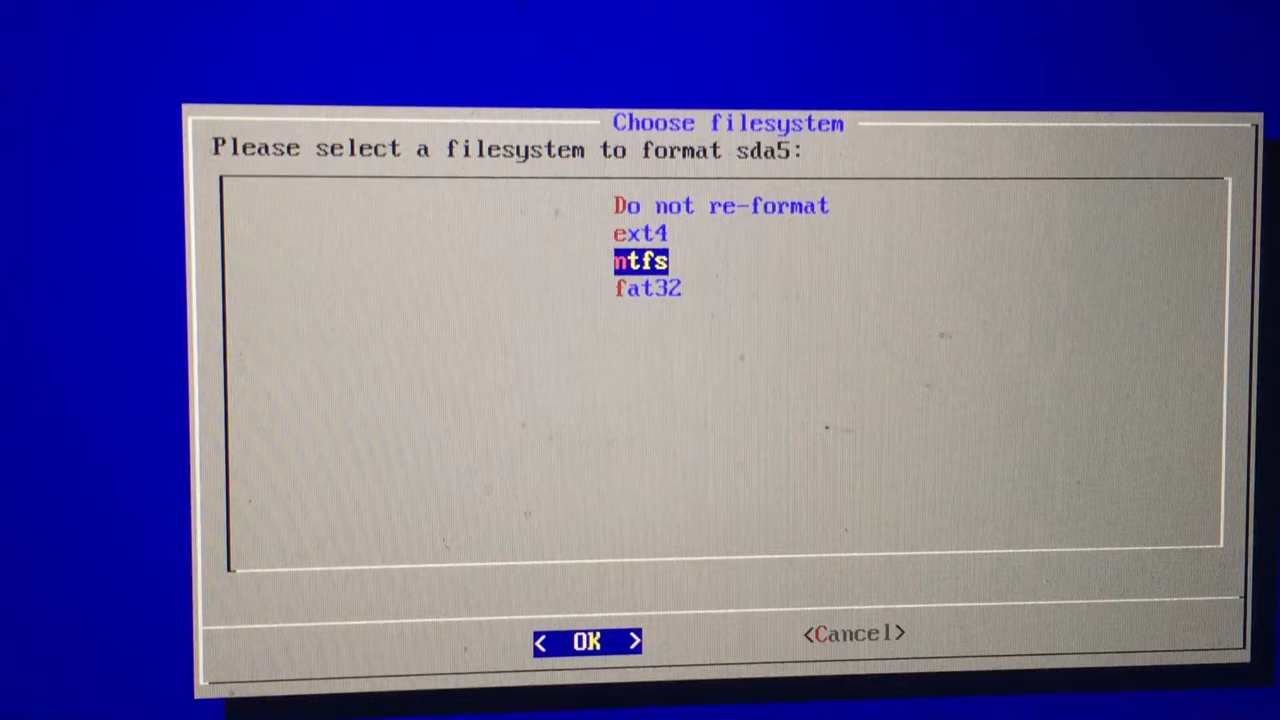 Choose filesystem
Please select a filesystem to format sda5:
Do not re-format
ext4
ntfs
fat32
< OK > <Cancel>